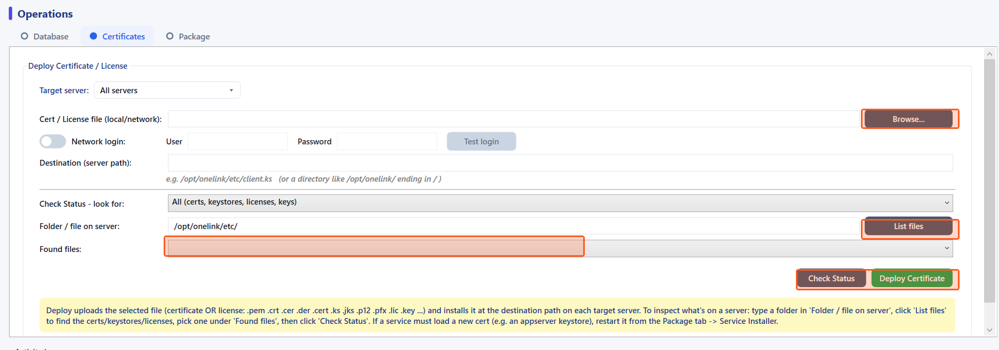 Operations
Database Certificates Package
Deploy Certificate / License
Target server: All servers
Cert / License file (local/network): Browse...
Network login: User Password Test login
Destination (server path):
e.g. /opt/onelink/etc/client.ks (or a directory like /opt/onelink/ ending in / )
Check Status - look for: All (certs, keystores, licenses, keys)
Folder / file on server: /opt/onelink/etc/ List files
Found files:
Check Status Deploy Certificate
Deploy uploads the selected file (certificate OR license: .pem .crt .cer .der .cert .ks .jks .p12 .pfx .lic .key ...) and installs it at the destination path on each target server. To inspect what's on a server: type a folder in 'Folder / file on server', click 'List files'
to find the certs/keystores/licenses, pick one under 'Found files', then click 'Check Status'. If a service must load a new cert (e.g. an appserver keystore), restart it from the Package tab -> Service Installer.